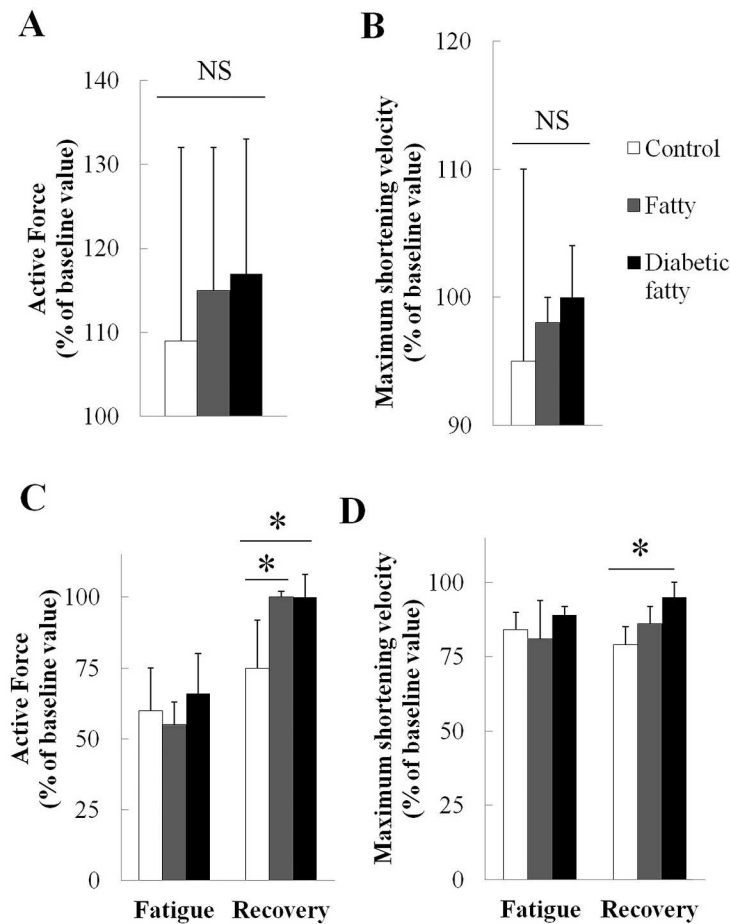 A
Active Force
(% of baseline value)
140
130
120
110
100
NS
B
Maximum shortening velocity
(% of baseline value)
120
110
100
90
NS
Control
Fatty
Diabetic
fatty
C
Active Force
(% of baseline value)
100
75
50
25
0
*
*
Fatigue
Recovery
D
Maximum shortening velocity
(% of baseline value)
100
75
50
25
0
*
Fatigue
Recovery